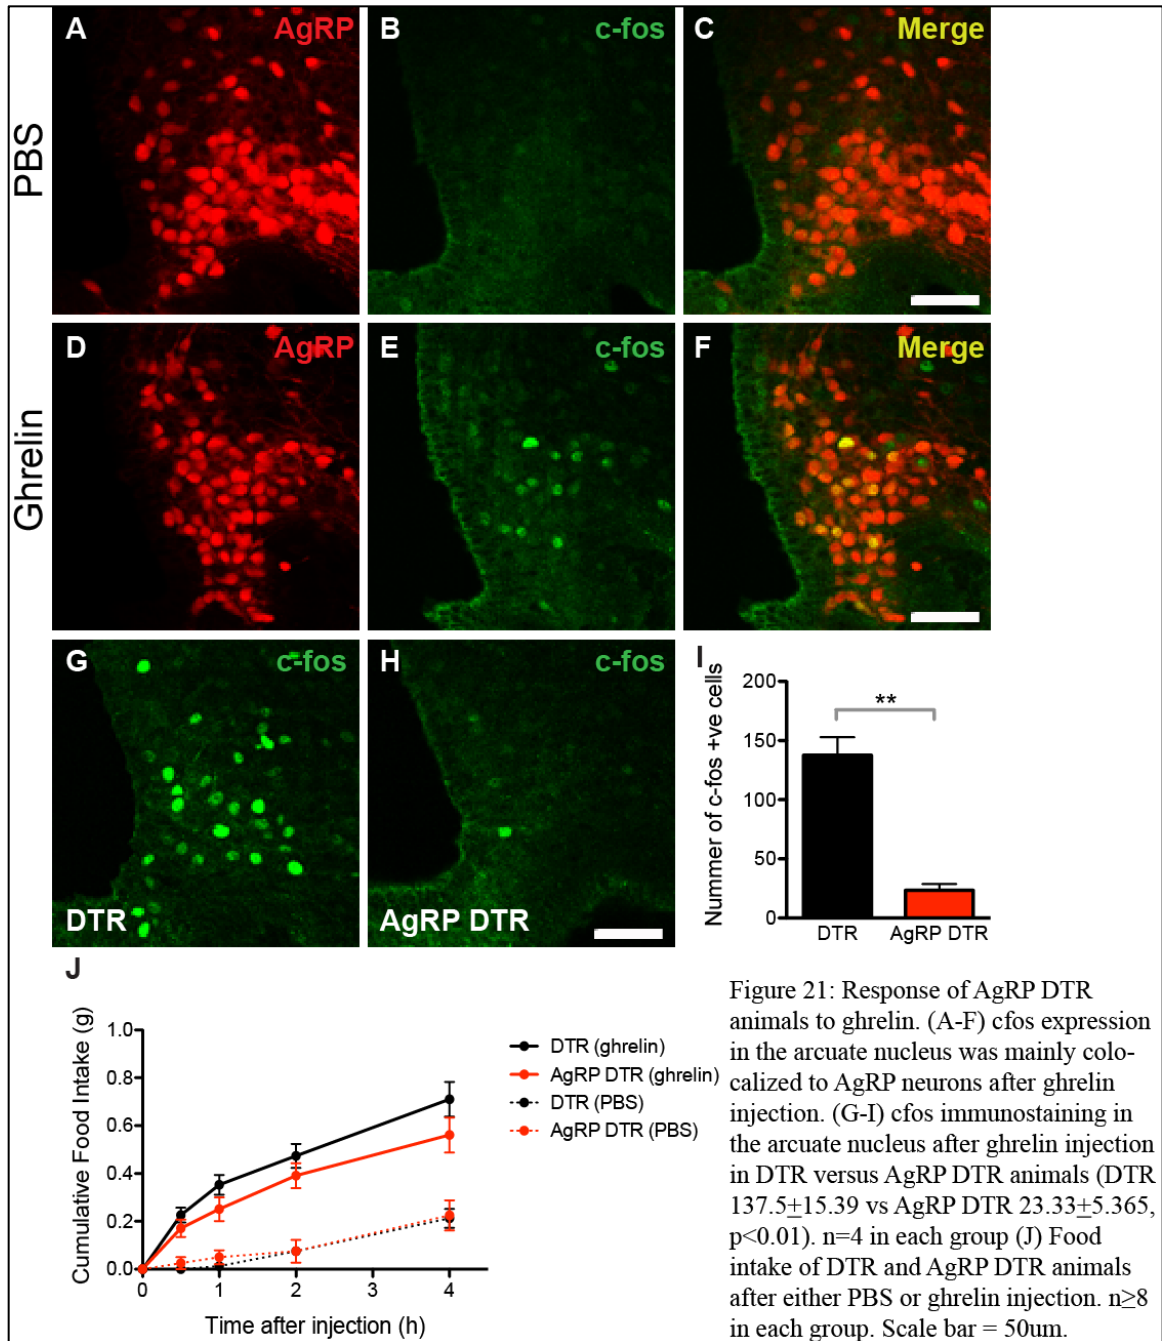 A AgRP
B c-fos
C Merge
PBS
D AgRP
E c-fos
F Merge
Ghrelin
G c-fos
DTR
H c-fos
AgRP DTR
I
Nummer of c-fos +ve cells
200
150
100
50
0
**
DTR AgRP DTR
J
Cumulative Food Intake (g)
1.0
0.8
0.6
0.4
0.2
0.0
0 1 2 3 4
Time after injection (h)
DTR (ghrelin)
AgRP DTR (ghrelin)
DTR (PBS)
AgRP DTR (PBS)
Figure 21: Response of AgRP DTR
animals to ghrelin. (A-F) cfos expression
in the arcuate nucleus was mainly colo-
calized to AgRP neurons after ghrelin
injection. (G-I) cfos immunostaining in
the arcuate nucleus after ghrelin injection
in DTR versus AgRP DTR animals (DTR
137.5±15.39 vs AgRP DTR 23.33±5.365,
p<0.01). n=4 in each group (J) Food
intake of DTR and AgRP DTR animals
after either PBS or ghrelin injection. n≥8
in each group. Scale bar = 50um.